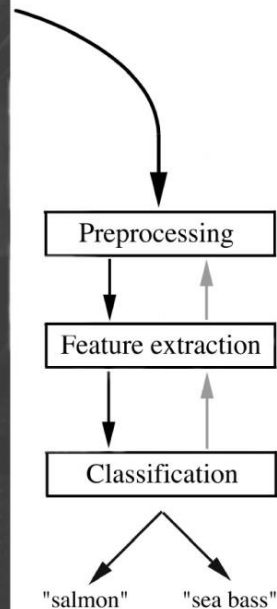 Preprocessing
Feature extraction
Classification
"salmon" "sea bass"